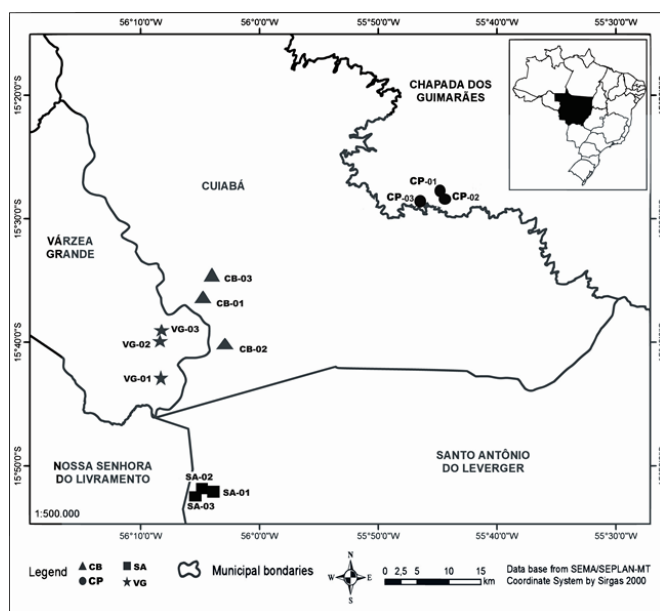 56°10'0"W 56°0'0"W 55°50'0"W 55°40'0"W 55°30'0"W
15°20'0"S
15°30'0"S
15°40'0"S
15°50'0"S
CHAPADA DOS
GUIMARÃES
CUIABÁ
CP-01
CP-03
CP-02
VÁRZEA
GRANDE
CB-03
CB-01
VG-03
VG-02
CB-02
VG-01
NOSSA SENHORA
DO LIVRAMENTO
SANTO ANTÔNIO
DO LEVERGER
SA-02
SA-01
SA-03
1:500.000
56°10'0"W 56°0'0"W 55°50'0"W 55°40'0"W 55°30'0"W
Legend
CB
SA
CP
VG
Municipal bondaries
N
W
E
S
0 2,5 5 10 15
km
Data base from SEMA/SEPLAN-MT
Coordinate System by Sirgas 2000